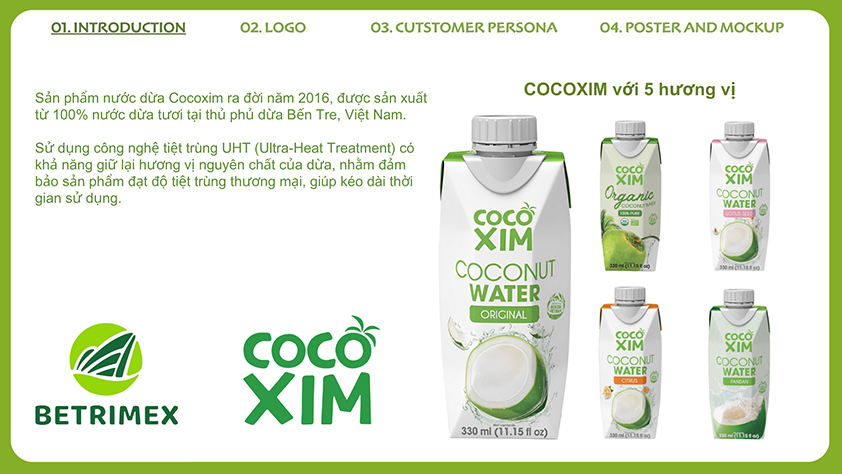 01. INTRODUCTION
02. LOGO
03. CUTSTOMER PERSONA
04. POSTER AND MOCKUP
Sản phẩm nước dừa Cocoxim ra đời năm 2016, được sản xuất
từ 100% nước dừa tươi tại thủ phủ dừa Bến Tre, Việt Nam.
Sử dụng công nghệ tiệt trùng UHT (Ultra-Heat Treatment) có
khả năng giữ lại hương vị nguyên chất của dừa, nhằm đảm
bảo sản phẩm đạt độ tiệt trùng thương mại, giúp kéo dài thời
gian sử dụng.
BETRIMEX
COCO
XIM
COCOXIM với 5 hương vị
COCO
XIM
COCONUT
WATER
ORIGINAL
330 ml (11.15 fl oz)
COCO
XIM
Organic
COCONUT WATER
100% PURE
330 ml (11.15 fl oz)
COCO
XIM
COCONUT
WATER
330 ml (11.15 fl oz)
COCO
XIM
COCONUT
WATER
CITRUS
330 ml (11.15 fl oz)
COCO
XIM
COCONUT
WATER
PANDAN
330 ml (11.15 fl oz)